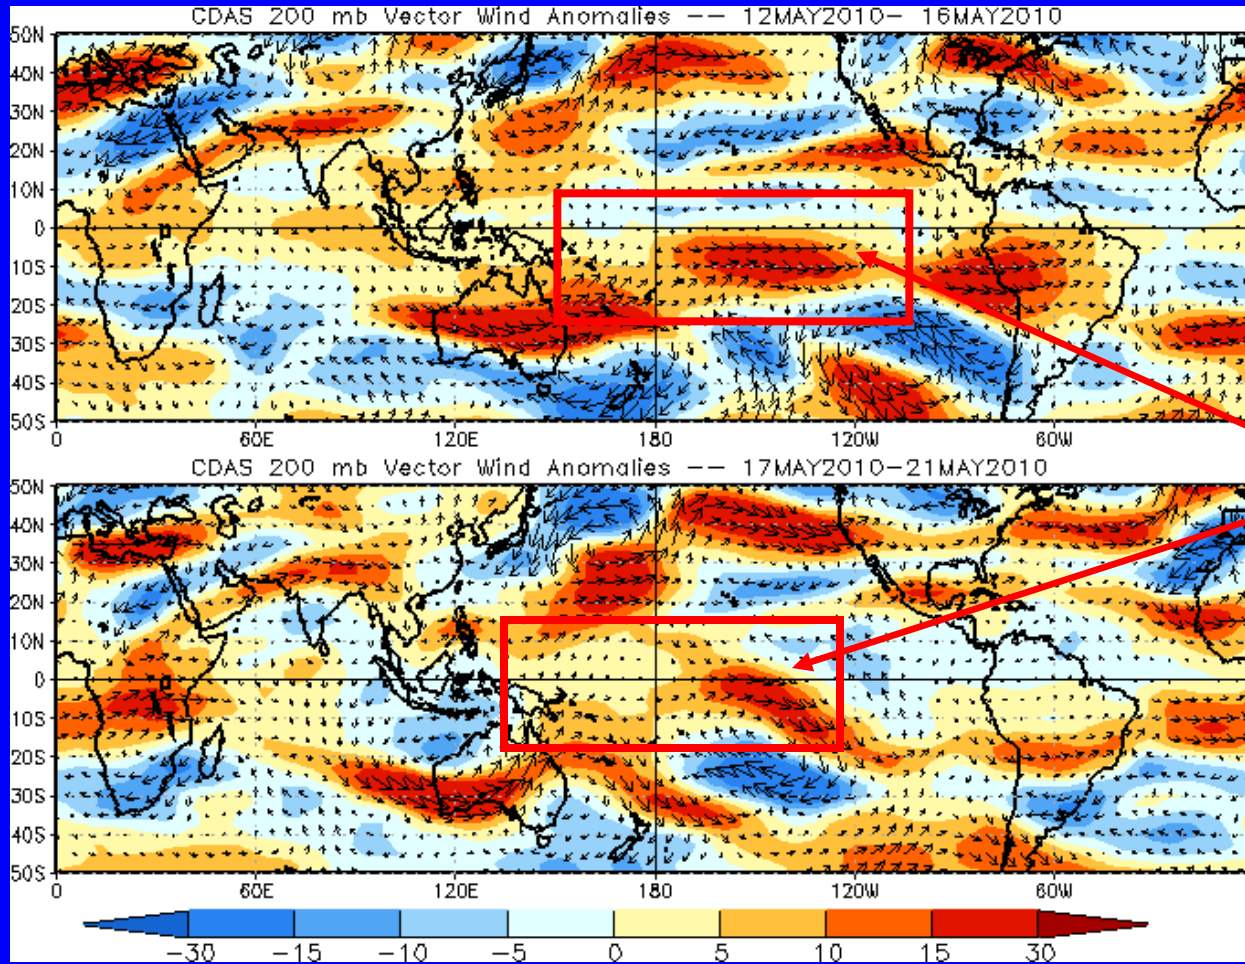 CDAS 200 mb Vector Wind Anomalies -- 12MAY2010- 16MAY2010
50N
40N
30N
20N
10N
0
10S
20S
30S
40S
50S
0 60E 120E 180 120W 60W
CDAS 200 mb Vector Wind Anomalies -- 17MAY2010-21MAY2010
50N
40N
30N
20N
10N
0
10S
20S
30S
40S
50S
0 60E 120E 180 120W 60W
-30 -15 -10 -5 0 5 10 15 30